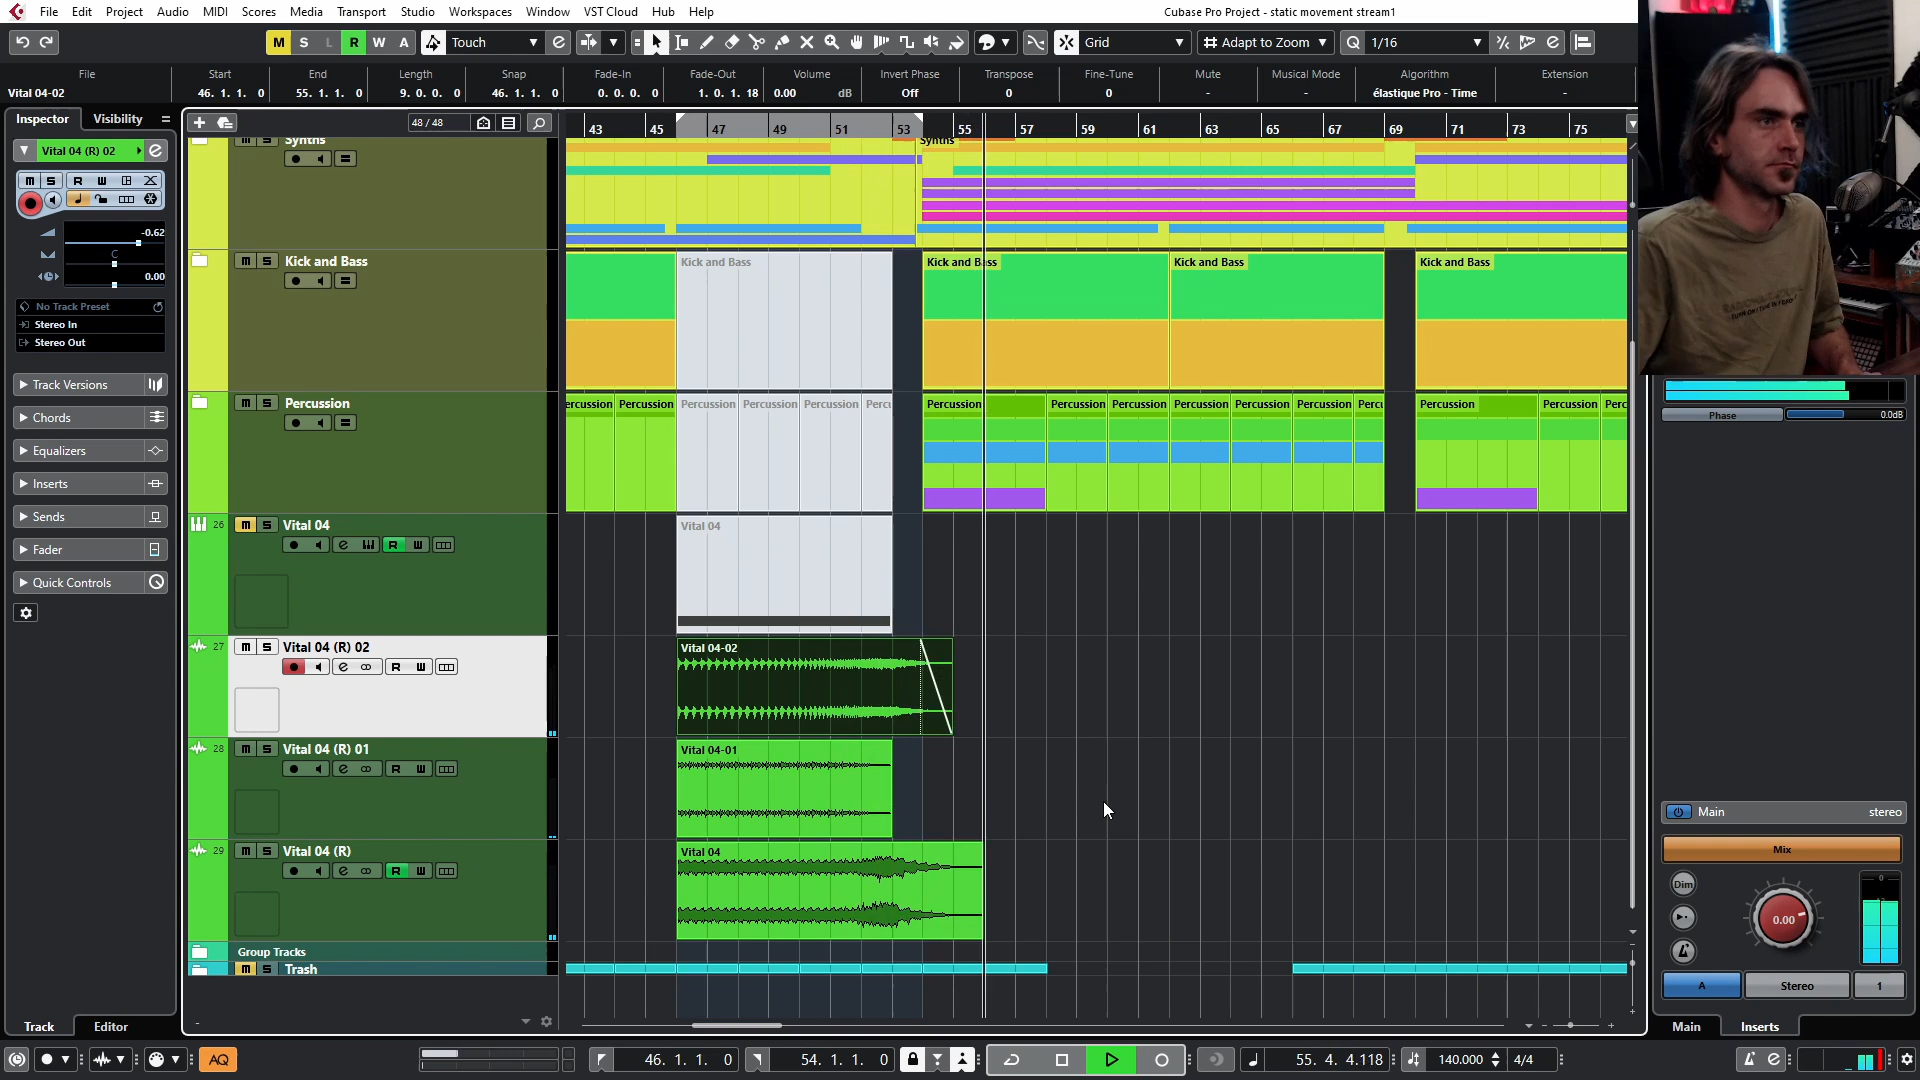 File Edit Project Audio MIDI Scores Media Transport Studio Workspaces Window VST Cloud Hub Help
Cubase Pro Project - static movement stream1
M S L R W A Touch Grid Adapt to Zoom Q 1/16
File Start End Length Snap Fade-In Fade-Out Volume Invert Phase Transpose Fine-Tune Mute Musical Mode Algorithm Extension
Vital 04-02 46. 1. 1. 0 55. 1. 1. 0 9. 0. 0. 0 46. 1. 1. 0 0. 0. 0. 0 1. 0. 1. 18 0.00 dB Off 0 0 - - élastique Pro - Time -
Inspector Visibility
48 / 48
43 45 47 49 51 53 55 57 59 61 63 65 67 69 71 73 75
Vital 04 (R) 02
M S R W
-0.62
C
0.00
No Track Preset
Stereo In
Stereo Out
Track Versions
Chords
Equalizers
Inserts
Sends
Fader
Quick Controls
Track Editor
Synths
Synths
M S Kick and Bass
Kick and Bass Kick and Bass Kick and Bass Kick and Bass
M S Percussion
ercussion Percussion Percussion Percussion Percussion Percu Percussion Percussion Percussion Percussion Percussion Percussion Percu Percussion Percussion Perc
26 M S Vital 04
R W
Vital 04
27 M S Vital 04 (R) 02
R W
Vital 04-02
28 M S Vital 04 (R) 01
R W
Vital 04-01
29 M S Vital 04 (R)
R W
Vital 04
Group Tracks
M S Trash
Phase 0.0dB
Main stereo
Mix
Dim
0.00
A Stereo 1
Main Inserts
AQ
46. 1. 1. 0
54. 1. 1. 0
55. 4. 4.118
140.000
4/4